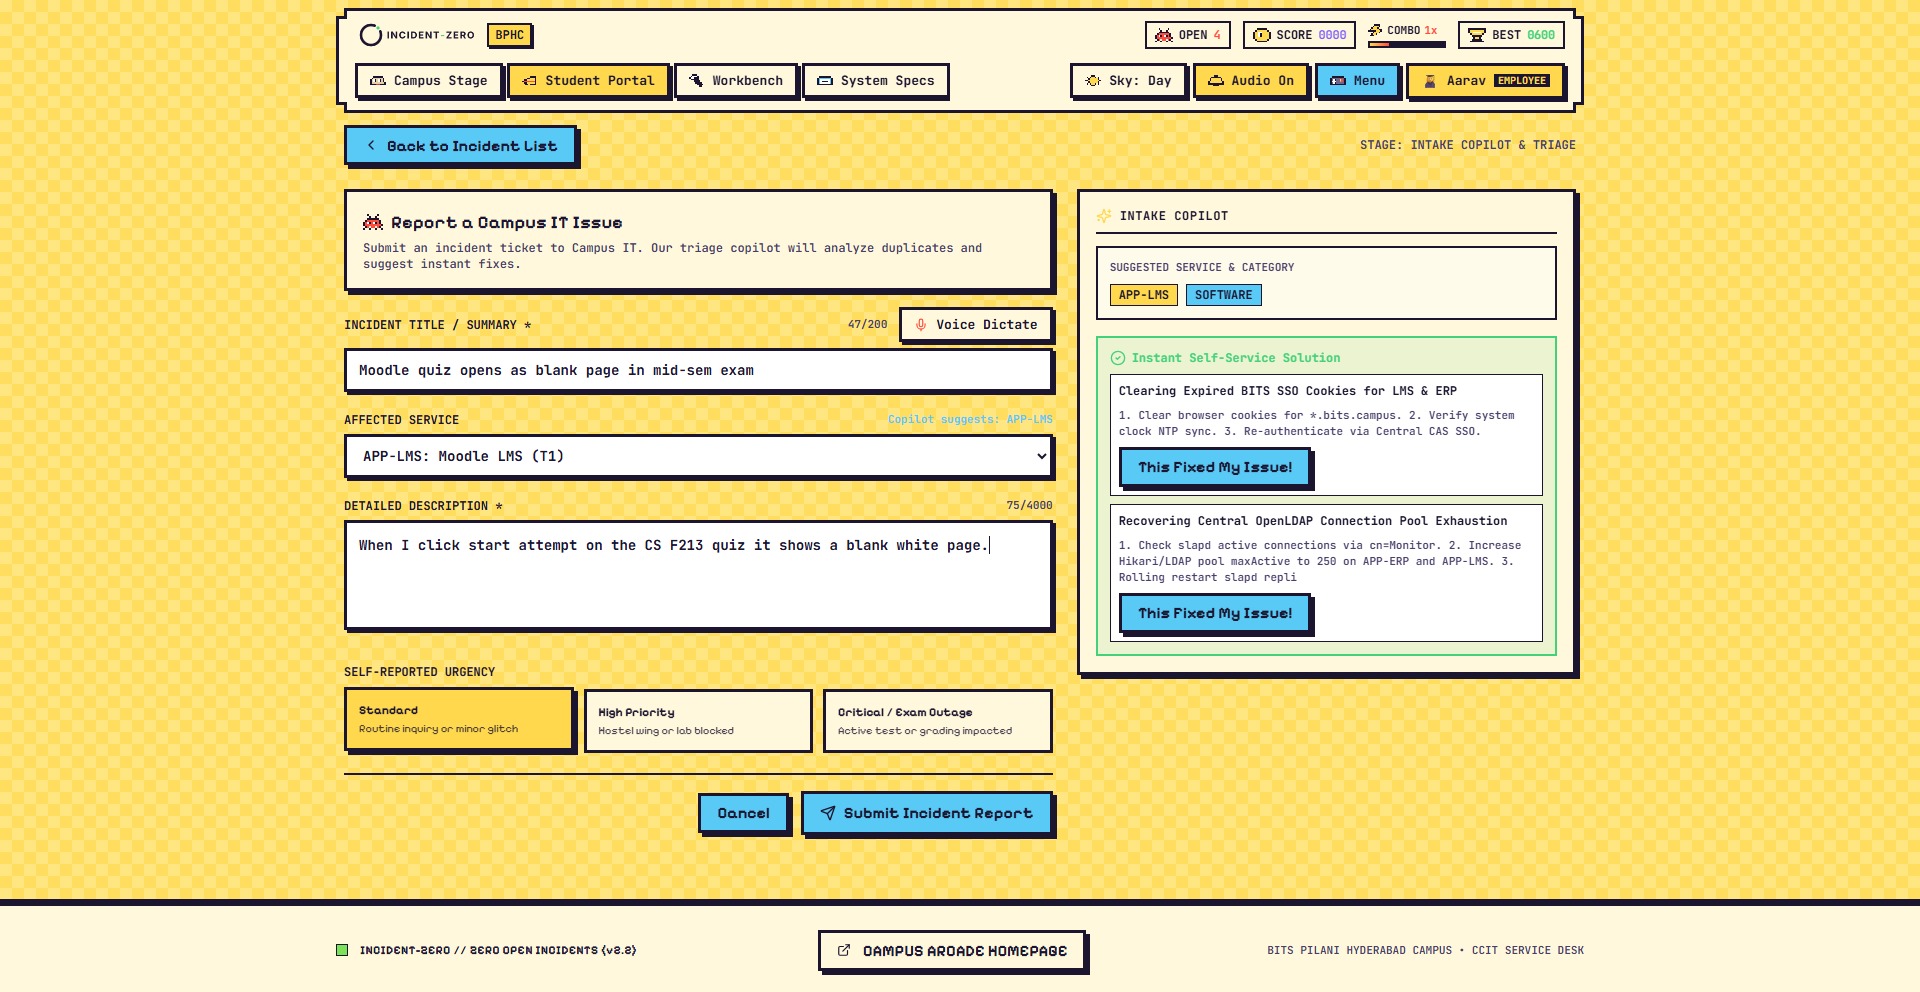 INCIDENT-ZERO
BPHC
OPEN 4
SCORE 0000
COMBO 1x
BEST 0600
Campus Stage
Student Portal
Workbench
System Specs
Sky: Day
Audio On
Menu
Aarav EMPLOYEE
Back to Incident List
STAGE: INTAKE COPILOT & TRIAGE
Report a Campus IT Issue
Submit an incident ticket to Campus IT. Our triage copilot will analyze duplicates and
suggest instant fixes.
INCIDENT TITLE / SUMMARY *
47/200
Voice Dictate
Moodle quiz opens as blank page in mid-sem exam
AFFECTED SERVICE
Copilot suggests: APP-LMS
APP-LMS: Moodle LMS (T1)
DETAILED DESCRIPTION *
75/4000
When I click start attempt on the CS F213 quiz it shows a blank white page.
SELF-REPORTED URGENCY
Standard
Routine inquiry or minor glitch
High Priority
Hostel wing or lab blocked
Critical / Exam Outage
Active test or grading impacted
Cancel
Submit Incident Report
INTAKE COPILOT
SUGGESTED SERVICE & CATEGORY
APP-LMS
SOFTWARE
Instant Self-Service Solution
Clearing Expired BITS SSO Cookies for LMS & ERP
1. Clear browser cookies for *.bits.campus. 2. Verify system
clock NTP sync. 3. Re-authenticate via Central CAS SSO.
This Fixed My Issue!
Recovering Central OpenLDAP Connection Pool Exhaustion
1. Check slapd active connections via cn=Monitor. 2. Increase
Hikari/LDAP pool maxActive to 250 on APP-ERP and APP-LMS. 3.
Rolling restart slapd repli
This Fixed My Issue!
INCIDENT-ZERO // ZERO OPEN INCIDENTS (v2.2)
CAMPUS ARCADE HOMEPAGE
BITS PILANI HYDERABAD CAMPUS • CCIT SERVICE DESK